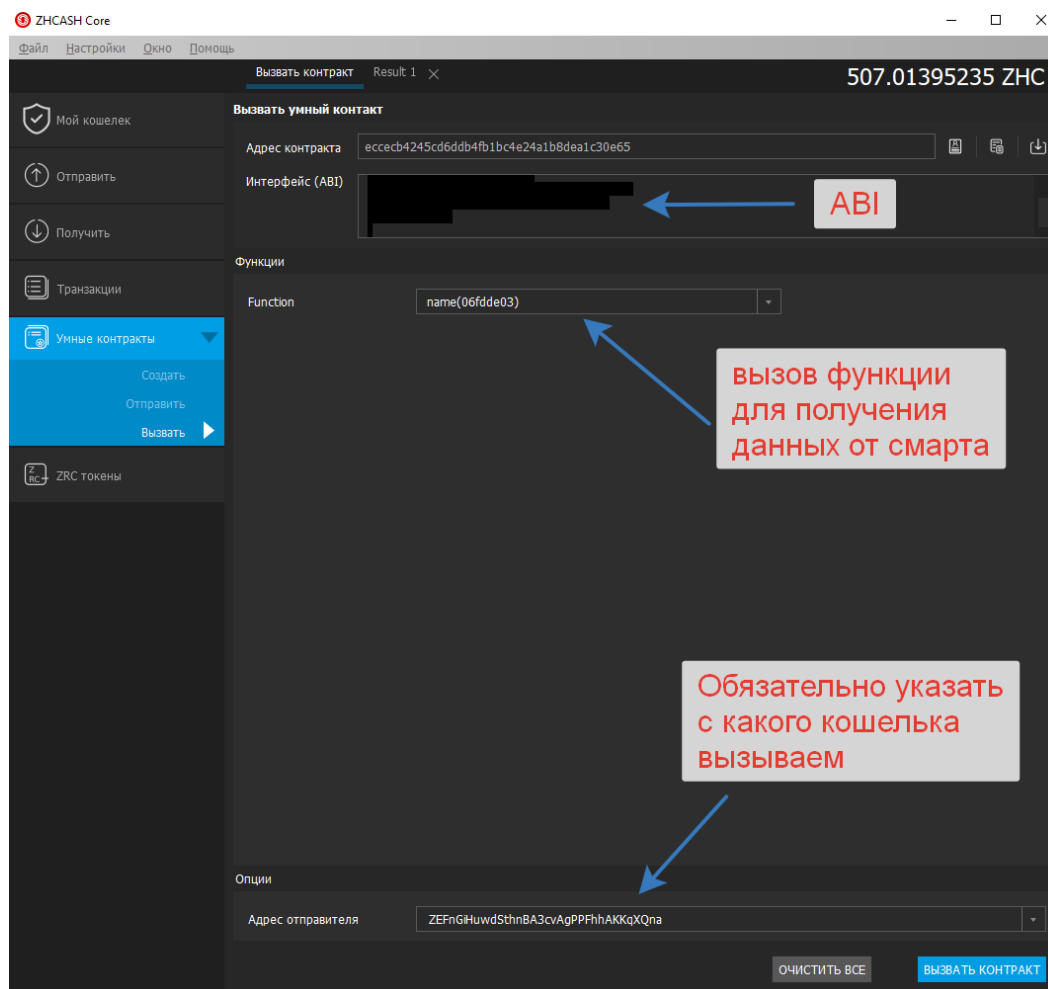 ZHCASH Core
Файл Настройки Окно Помощь
Вызвать контракт Result 1
507.01395235 ZHC
Мой кошелек
Отправить
Получить
Транзакции
Умные контракты
Создать
Отправить
Вызвать
ZRC токены
Вызвать умный контакт
Адрес контракта eccecb4245cd6ddb4fb1bc4e24a1b8dea1c30e65
Интерфейс (ABI)
ABI
Функции
Function name(06fdde03)
вызов функции
для получения
данных от смарта
Обязательно указать
с какого кошелька
вызываем
Опции
Адрес отправителя ZEFnGiHuwdSthnBA3cvAgPPFhhAKKqXQna
ОЧИСТИТЬ ВСЕ ВЫЗВАТЬ КОНТРАКТ